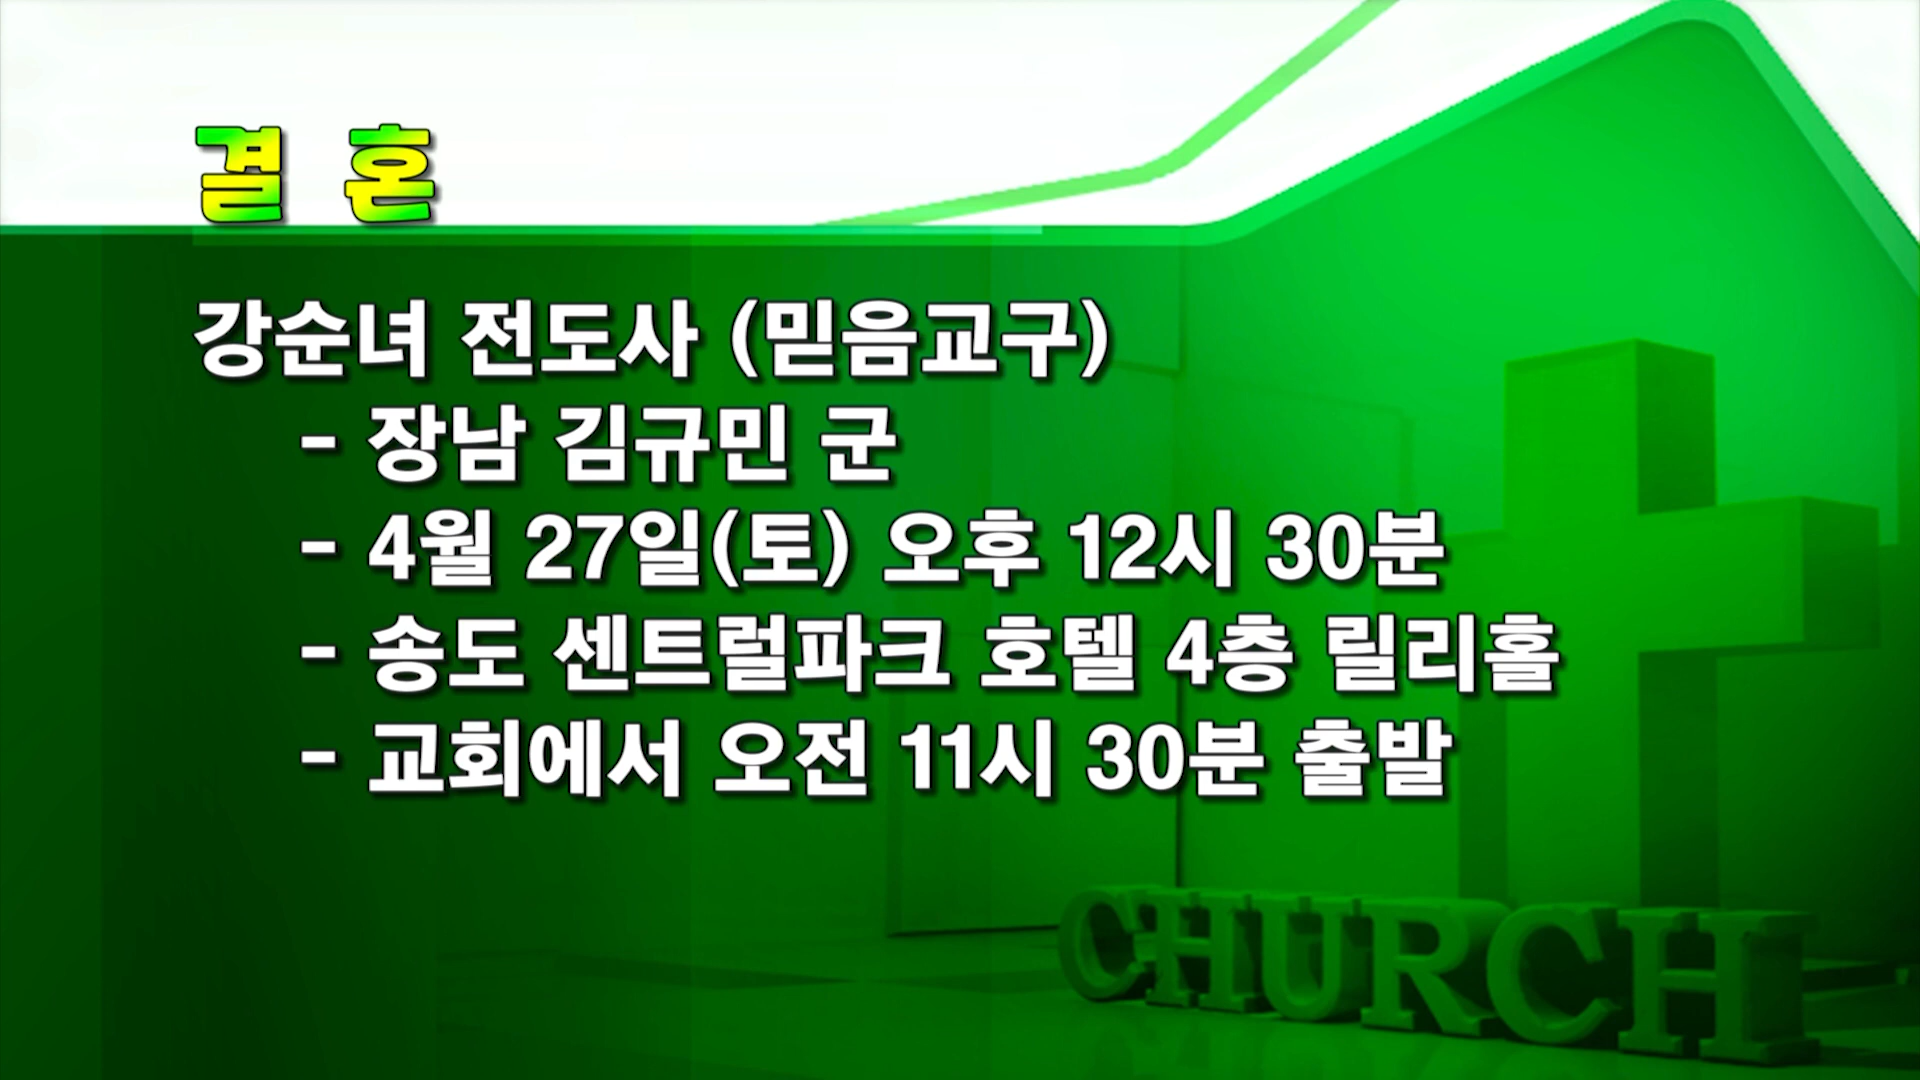 결 혼
강순녀 전도사 (믿음교구)
- 장남 김규민 군
- 4월 27일(토) 오후 12시 30분
- 송도 센트럴파크 호텔 4층 릴리홀
- 교회에서 오전 11시 30분 출발
CHURCH